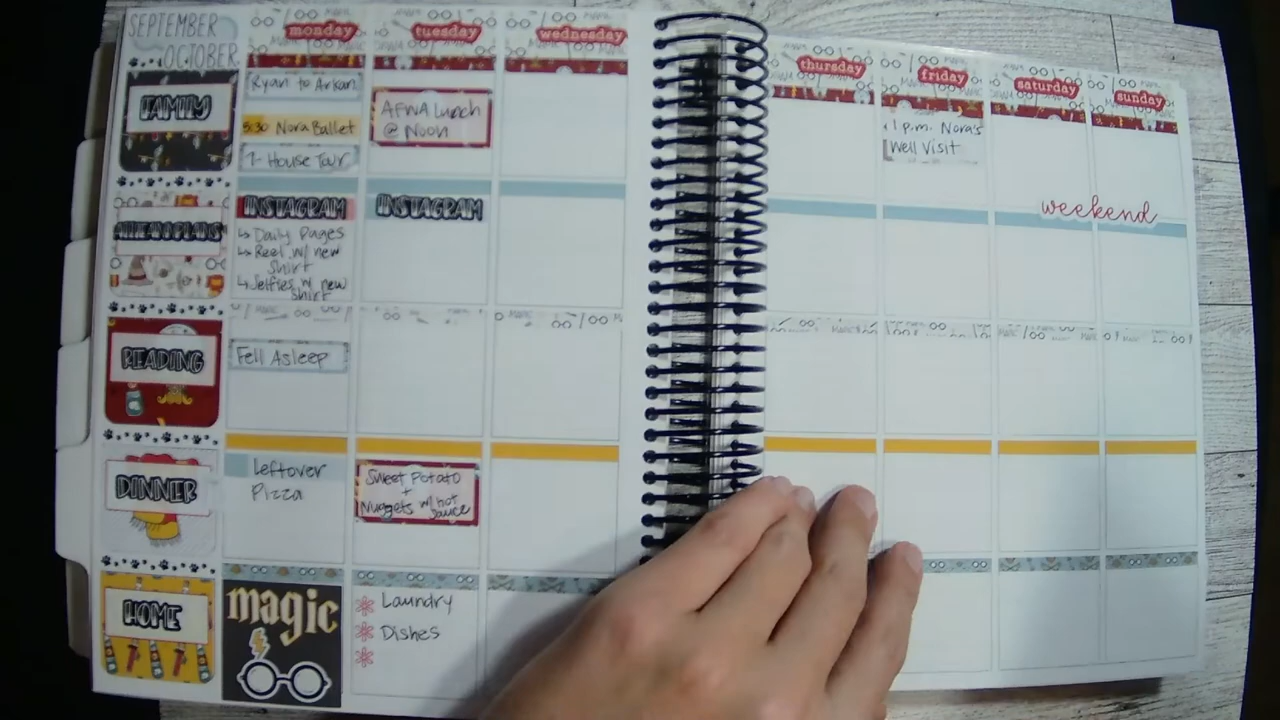 SEPTEMBER
OCTOBER
monday
tuesday
wednesday
thursday
friday
saturday
sunday
FAMILY
Ryan to Arkan.
5:30 Nora Ballet
7- House Tour
AFWA Lunch
@ Noon
1 p.m. Nora's
Well Visit
weekend
INSTAGRAM
↳ Daily Pages
↳ Reel w/ new
shirt
↳ Selfies w/ new
shirt
INSTAGRAM
READING
Fell Asleep
DINNER
Leftover
Pizza
Sweet Potato
+
Nuggets w/ hot
sauce
HOME
magic
Laundry
Dishes